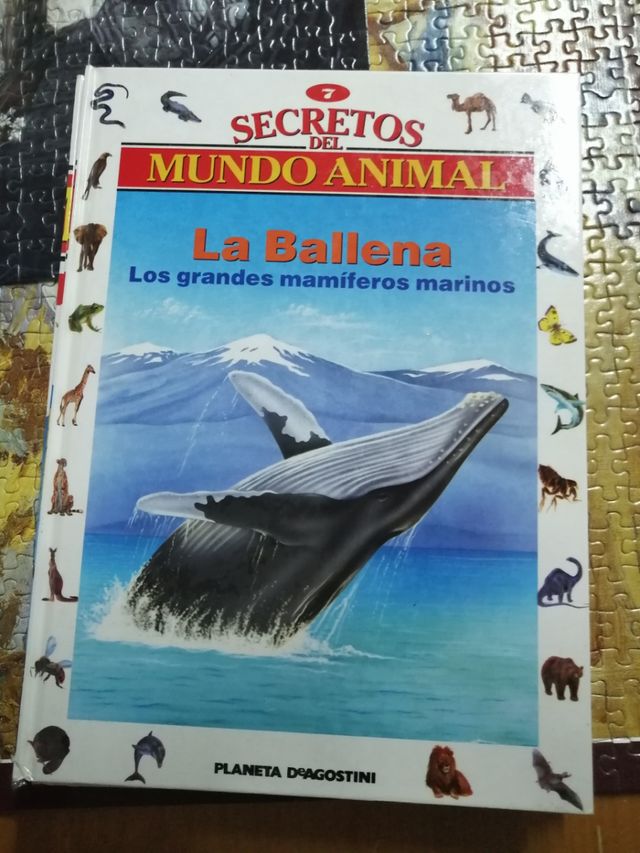 7
SECRETOS
DEL
MUNDO ANIMAL
La Ballena
Los grandes mamíferos marinos
PLANETA DeAGOSTINI